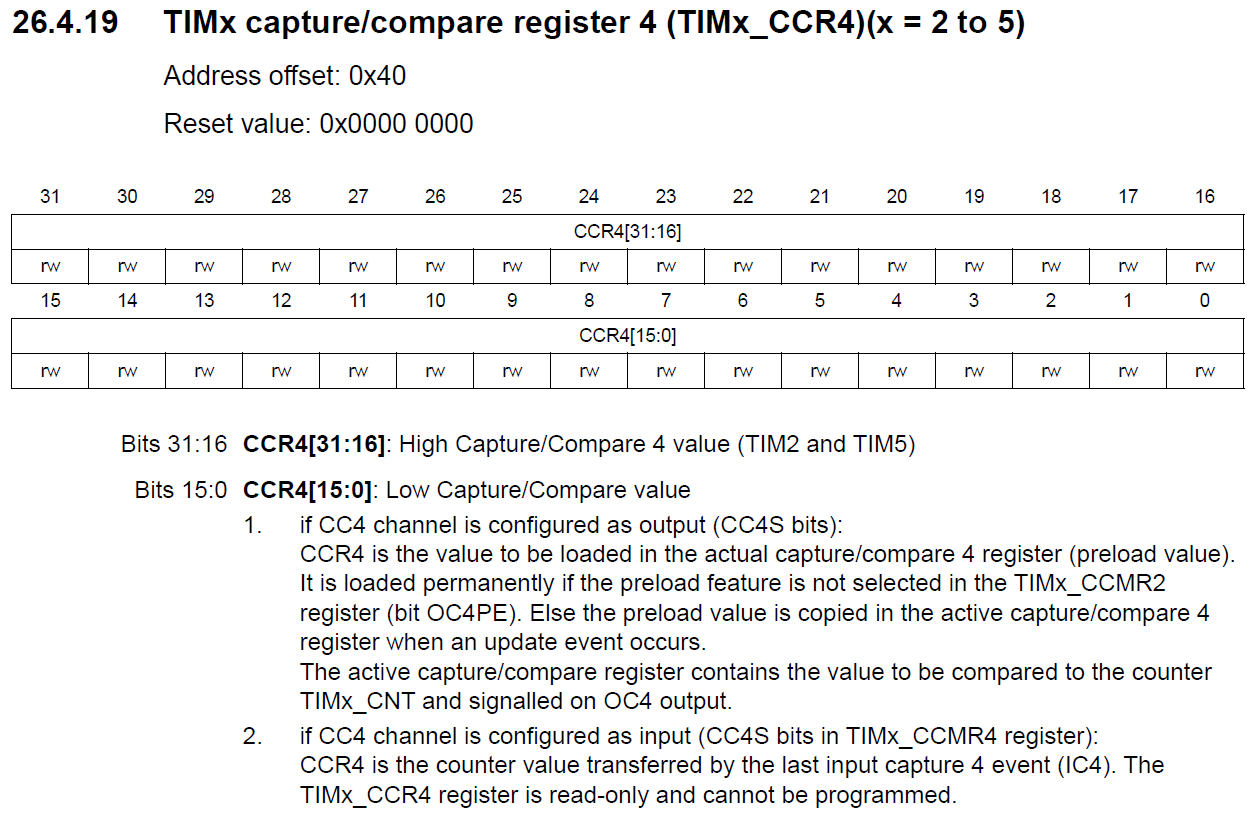 26.4.19 TIMx capture/compare register 4 (TIMx_CCR4)(x = 2 to 5)
Address offset: 0x40
Reset value: 0x0000 0000
31 30 29 28 27 26 25 24 23 22 21 20 19 18 17 16
CCR4[31:16]
rw rw rw rw rw rw rw rw rw rw rw rw rw rw rw rw
15 14 13 12 11 10 9 8 7 6 5 4 3 2 1 0
CCR4[15:0]
rw rw rw rw rw rw rw rw rw rw rw rw rw rw rw rw
Bits 31:16 CCR4[31:16]: High Capture/Compare 4 value (TIM2 and TIM5)
Bits 15:0 CCR4[15:0]: Low Capture/Compare value
1. if CC4 channel is configured as output (CC4S bits):
CCR4 is the value to be loaded in the actual capture/compare 4 register (preload value).
It is loaded permanently if the preload feature is not selected in the TIMx_CCMR2
register (bit OC4PE). Else the preload value is copied in the active capture/compare 4
register when an update event occurs.
The active capture/compare register contains the value to be compared to the counter
TIMx_CNT and signalled on OC4 output.
2. if CC4 channel is configured as input (CC4S bits in TIMx_CCMR4 register):
CCR4 is the counter value transferred by the last input capture 4 event (IC4). The
TIMx_CCR4 register is read-only and cannot be programmed.